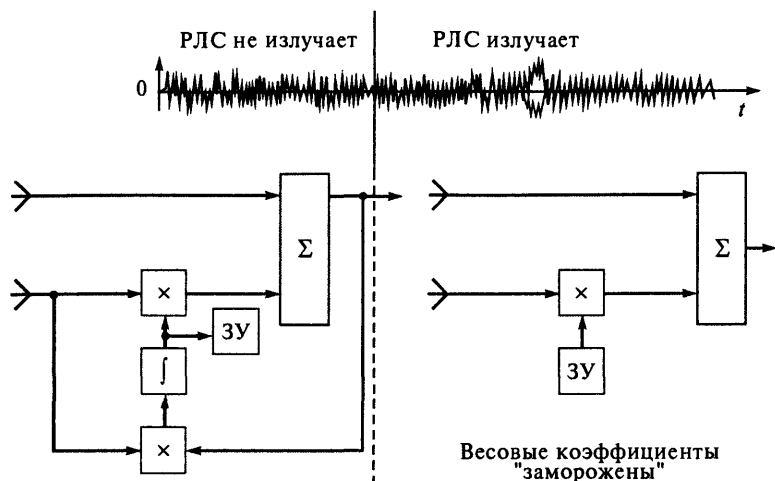 РЛС не излучает
РЛС излучает
0
t
Σ
Σ
×
×
ЗУ
∫
ЗУ
×
Весовые коэффициенты
"заморожены"